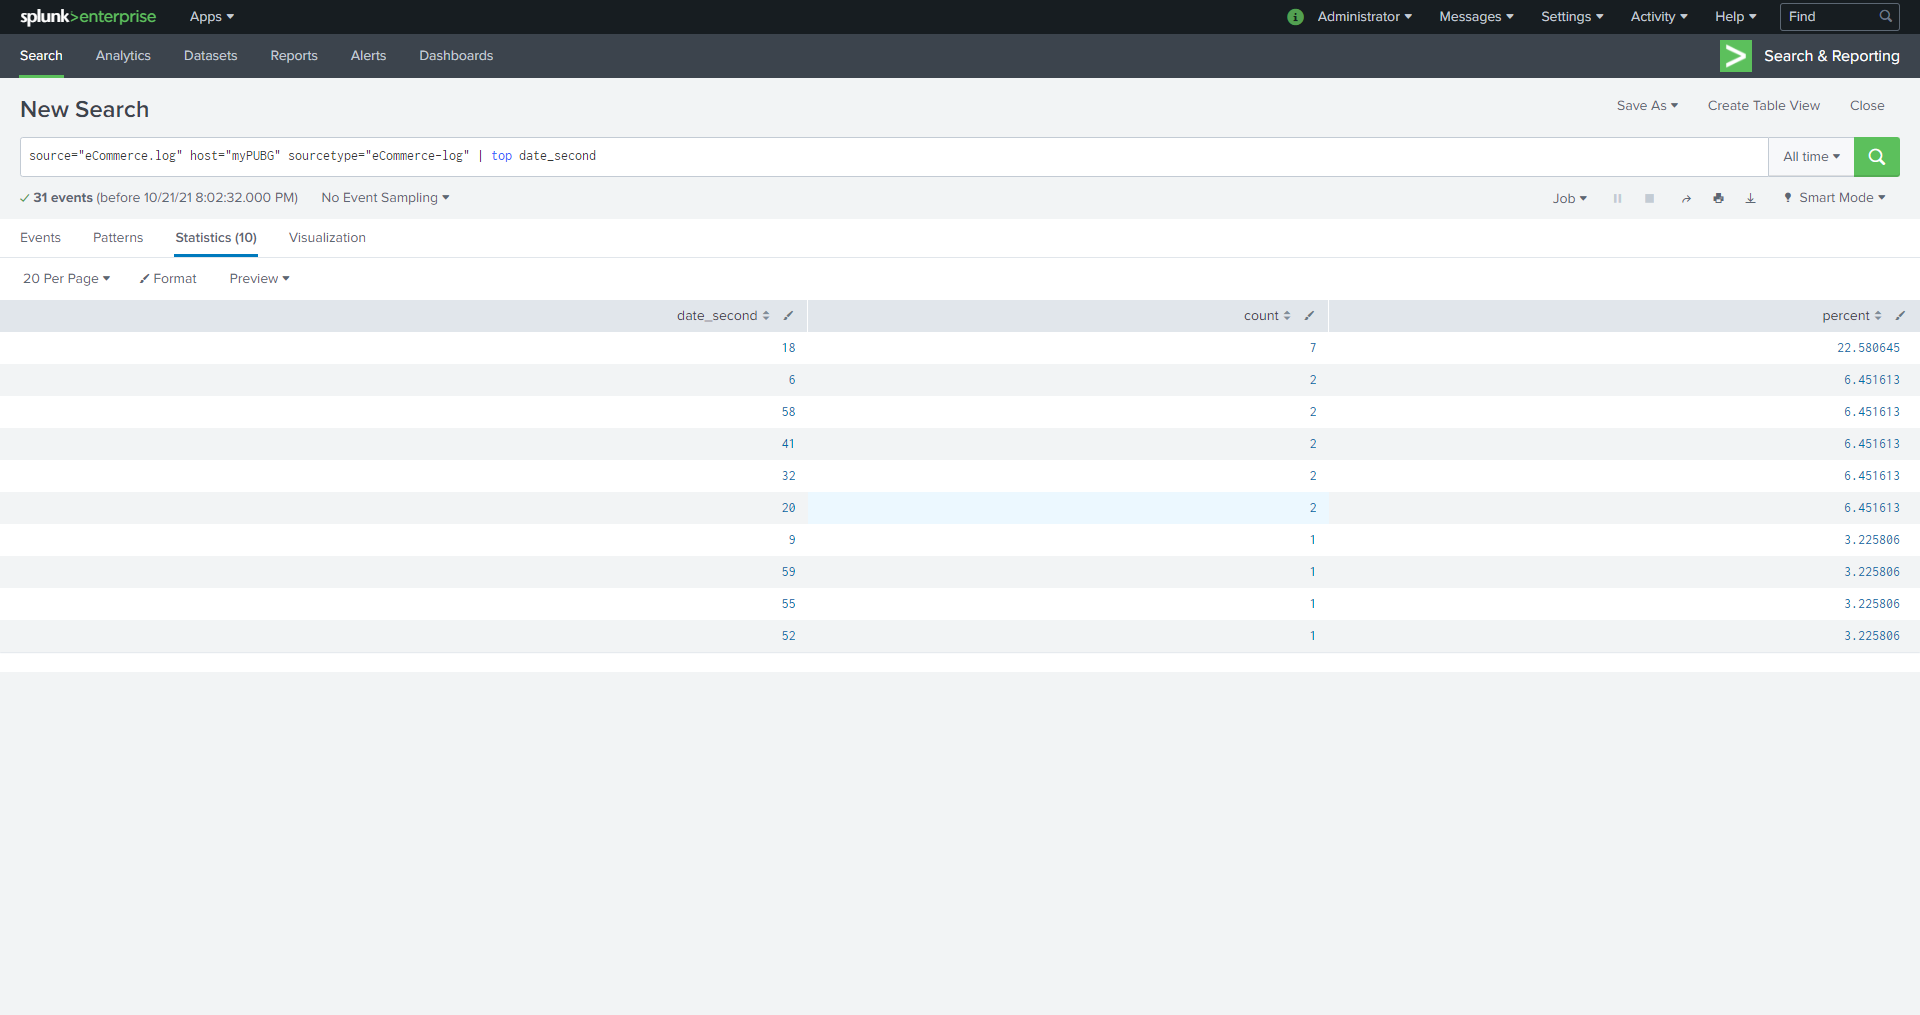 splunk>enterprise Apps Administrator Messages Settings Activity Help Find
Search Analytics Datasets Reports Alerts Dashboards Search & Reporting
New Search Save As Create Table View Close
source="eCommerce.log" host="myPUBG" sourcetype="eCommerce-log" | top date_second All time
31 events (before 10/21/21 8:02:32.000 PM) No Event Sampling Job Smart Mode
Events Patterns Statistics (10) Visualization
20 Per Page Format Preview
date_second count percent
18 7 22.580645
6 2 6.451613
58 2 6.451613
41 2 6.451613
32 2 6.451613
20 2 6.451613
9 1 3.225806
59 1 3.225806
55 1 3.225806
52 1 3.225806